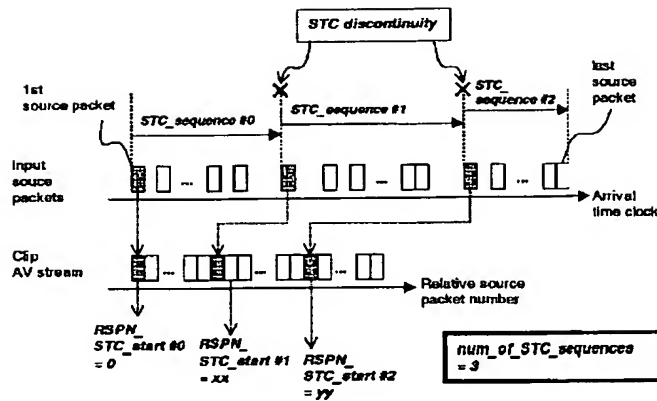 STC discontinuity
1st
source packet
STC_sequence #0
STC_sequence #1
STC_
sequence #2
last
source
packet
Input
souce
packets
...
...
...
Arrival
time clock
Clip
AV stream
...
...
...
Relative source
packet number
RSPN_
STC_start #0
= 0
RSPN_
STC_start #1
= xx
RSPN_
STC_start #2
= yy
num_of_STC_sequences
= 3